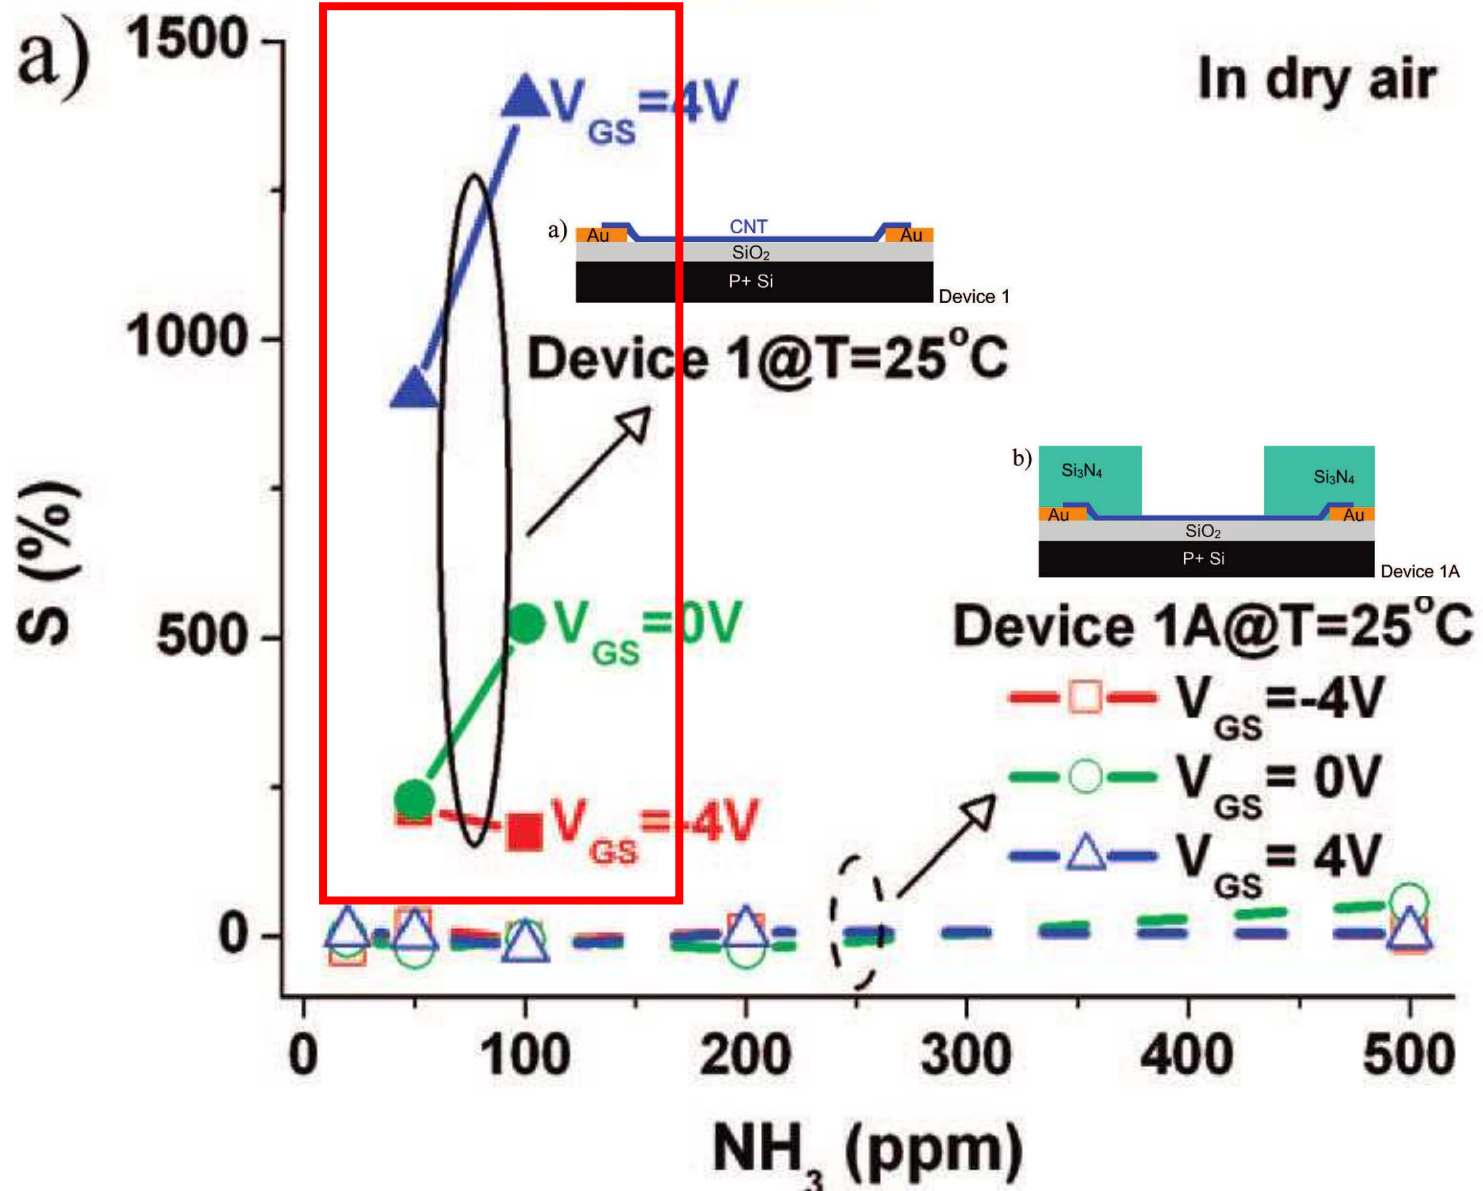 a)
1500
In dry air
V_GS=4V
a)
CNT
Au
Au
SiO₂
P+ Si
Device 1
1000
Device 1@T=25°C
b)
Si₃N₄
Si₃N₄
Au
Au
SiO₂
P+ Si
Device 1A
S (%)
500
V_GS=0V
Device 1A@T=25°C
V_GS=-4V
V_GS= 0V
V_GS=-4V
V_GS= 4V
0
0 100 200 300 400 500
NH₃ (ppm)